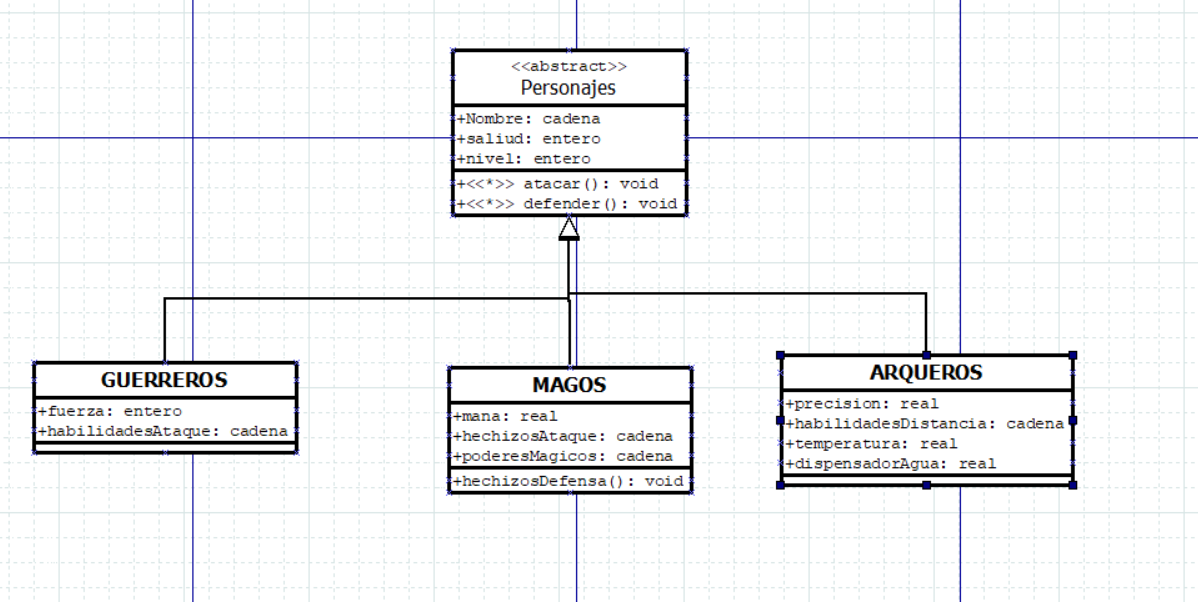 <<abstract>>
Personajes
+Nombre: cadena
+saliud: entero
+nivel: entero
+<<*>> atacar(): void
+<<*>> defender(): void
GUERREROS
+fuerza: entero
+habilidadesAtaque: cadena
MAGOS
+mana: real
+hechizosAtaque: cadena
+poderesMagicos: cadena
+hechizosDefensa(): void
ARQUEROS
+precision: real
+habilidadesDistancia: cadena
+temperatura: real
+dispensadorAgua: real